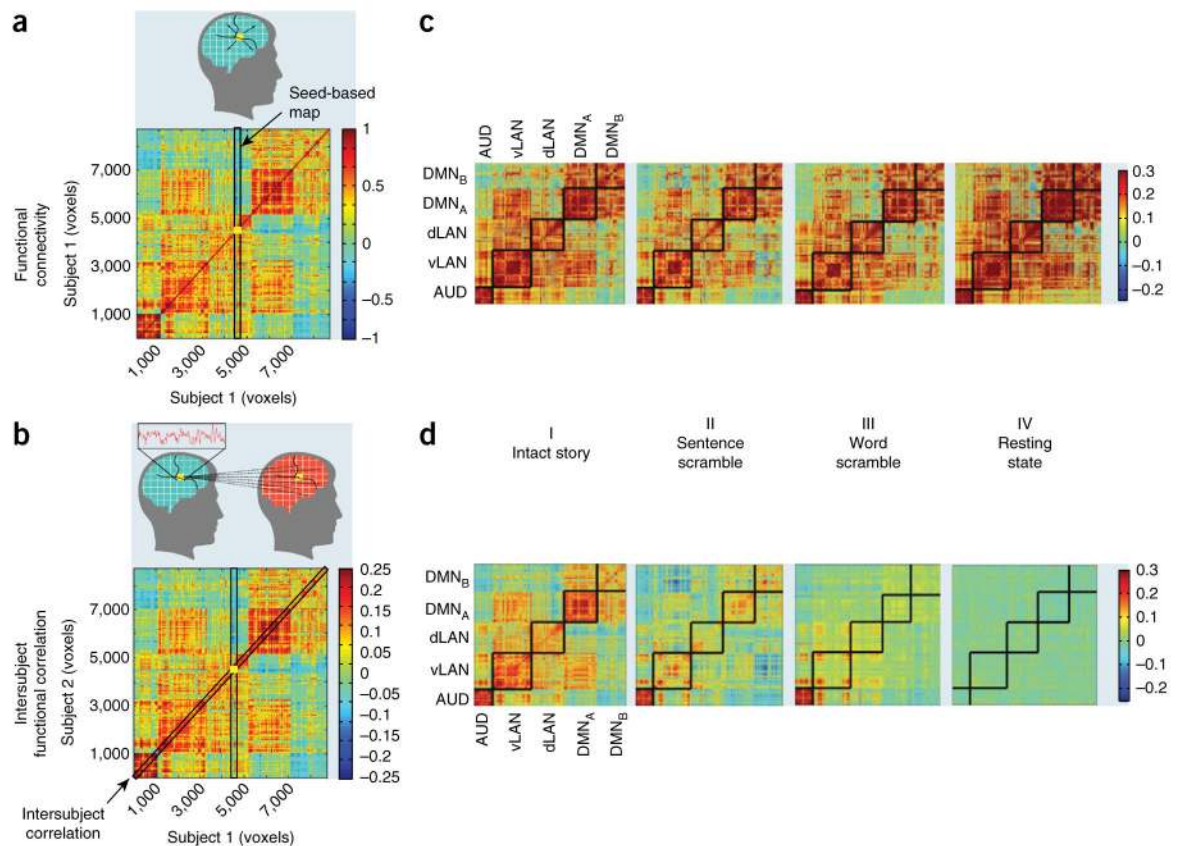 a
Seed-based
map
Functional
connectivity
Subject 1 (voxels)
7,000
5,000
3,000
1,000
1
0.5
0
−0.5
−1
1,000
3,000
5,000
7,000
Subject 1 (voxels)
b
Intersubject
functional correlation
Subject 2 (voxels)
7,000
5,000
3,000
1,000
0.25
0.20
0.15
0.1
0.05
0
−0.05
−0.1
−0.15
−0.20
−0.25
Intersubject
correlation
1,000
3,000
5,000
7,000
Subject 1 (voxels)
c
AUD
vLAN
dLAN
DMNA
DMNB
DMNB
DMNA
dLAN
vLAN
AUD
0.3
0.2
0.1
0
−0.1
−0.2
d
I
Intact story
II
Sentence
scramble
III
Word
scramble
IV
Resting
state
DMNB
DMNA
dLAN
vLAN
AUD
0.3
0.2
0.1
0
−0.1
−0.2
AUD
vLAN
dLAN
DMNA
DMNB